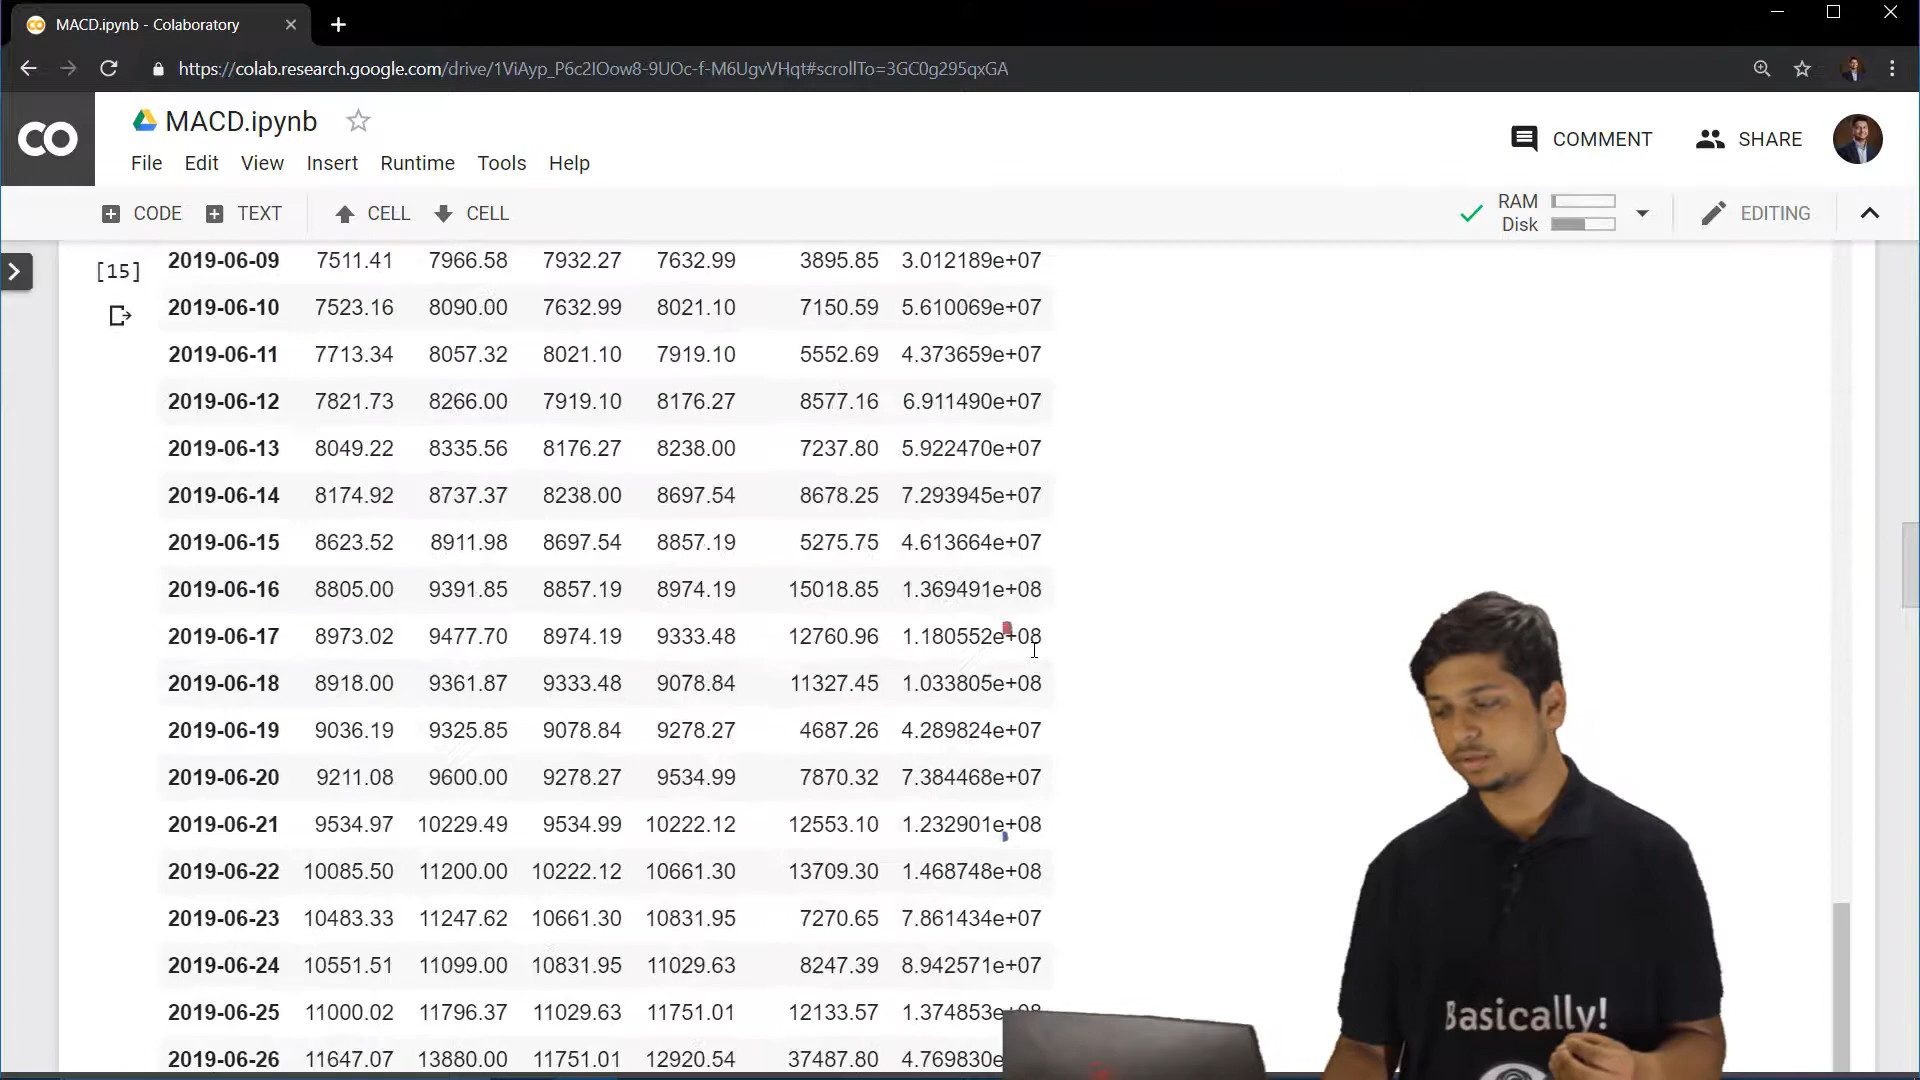 MACD.ipynb - Colaboratory
https://colab.research.google.com/drive/1ViAyp_P6c2IOow8-9UOc-f-M6UgvVHqt#scrollTo=3GC0g295qxGA
CO
MACD.ipynb
COMMENT
SHARE
File Edit View Insert Runtime Tools Help
CODE TEXT CELL CELL
RAM
Disk
EDITING
[15]
2019-06-09 7511.41 7966.58 7932.27 7632.99 3895.85 3.012189e+07
2019-06-10 7523.16 8090.00 7632.99 8021.10 7150.59 5.610069e+07
2019-06-11 7713.34 8057.32 8021.10 7919.10 5552.69 4.373659e+07
2019-06-12 7821.73 8266.00 7919.10 8176.27 8577.16 6.911490e+07
2019-06-13 8049.22 8335.56 8176.27 8238.00 7237.80 5.922470e+07
2019-06-14 8174.92 8737.37 8238.00 8697.54 8678.25 7.293945e+07
2019-06-15 8623.52 8911.98 8697.54 8857.19 5275.75 4.613664e+07
2019-06-16 8805.00 9391.85 8857.19 8974.19 15018.85 1.369491e+08
2019-06-17 8973.02 9477.70 8974.19 9333.48 12760.96 1.180552e+08
2019-06-18 8918.00 9361.87 9333.48 9078.84 11327.45 1.033805e+08
2019-06-19 9036.19 9325.85 9078.84 9278.27 4687.26 4.289824e+07
2019-06-20 9211.08 9600.00 9278.27 9534.99 7870.32 7.384468e+07
2019-06-21 9534.97 10229.49 9534.99 10222.12 12553.10 1.232901e+08
2019-06-22 10085.50 11200.00 10222.12 10661.30 13709.30 1.468748e+08
2019-06-23 10483.33 11247.62 10661.30 10831.95 7270.65 7.861434e+07
2019-06-24 10551.51 11099.00 10831.95 11029.63 8247.39 8.942571e+07
2019-06-25 11000.02 11796.37 11029.63 11751.01 12133.57 1.374853e+08
2019-06-26 11647.07 13880.00 11751.01 12920.54 37487.80 4.769830e
Basically!